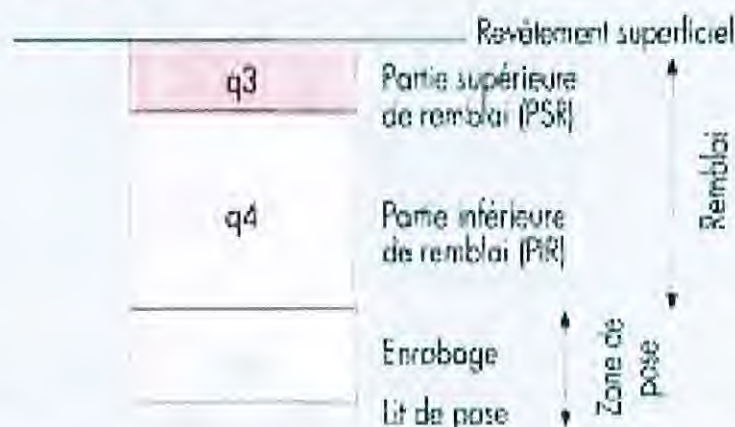 Revêtement superficiel
q3
Partie supérieure
de remblai (PSR)
Remblai
q4
Partie inférieure
de remblai (PIR)
Enrobage
Zone de
pose
Lit de pose